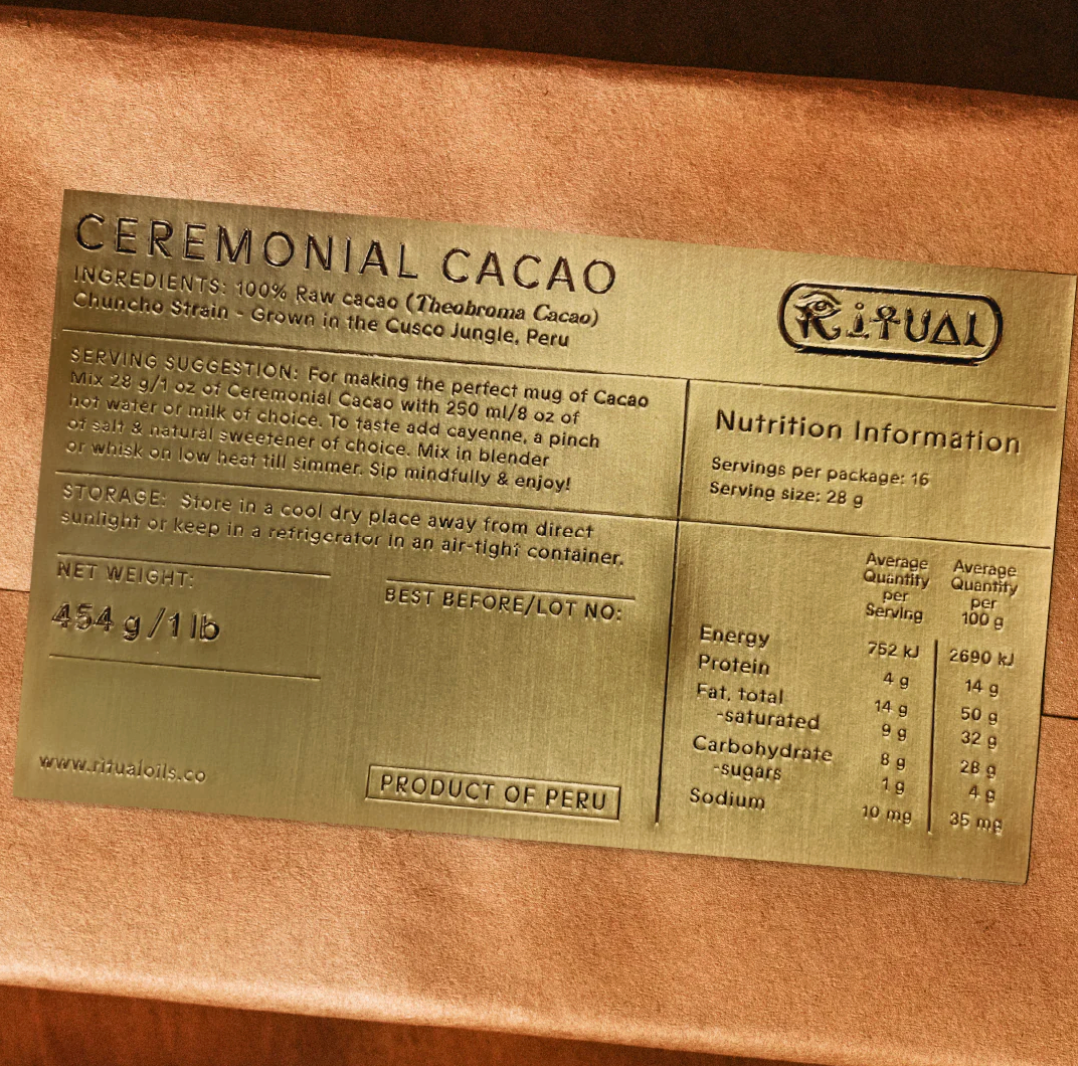 CEREMONIAL CACAO
INGREDIENTS: 100% Raw cacao (Theobroma Cacao)
Chuncho Strain - Grown in the Cusco Jungle, Peru
RiTUAL
SERVING SUGGESTION: For making the perfect mug of Cacao
Mix 28 g/1 oz of Ceremonial Cacao with 250 ml/8 oz of
hot water or milk of choice. To taste add cayenne, a pinch
of salt & natural sweetener of choice. Mix in blender
or whisk on low heat till simmer. Sip mindfully & enjoy!
STORAGE: Store in a cool dry place away from direct
sunlight or keep in a refrigerator in an air-tight container.
NET WEIGHT:
454 g/1 lb
BEST BEFORE/LOT NO:
www.ritualoils.co
PRODUCT OF PERU
Nutrition Information
Servings per package: 16
Serving size: 28 g
Average Quantity per Serving
Average Quantity per 100 g
Energy 752 kJ 2690 kJ
Protein 4 g 14 g
Fat, total 14 g 50 g
-saturated 9 g 32 g
Carbohydrate 8 g 28 g
-sugars 1 g 4 g
Sodium 10 mg 35 mg